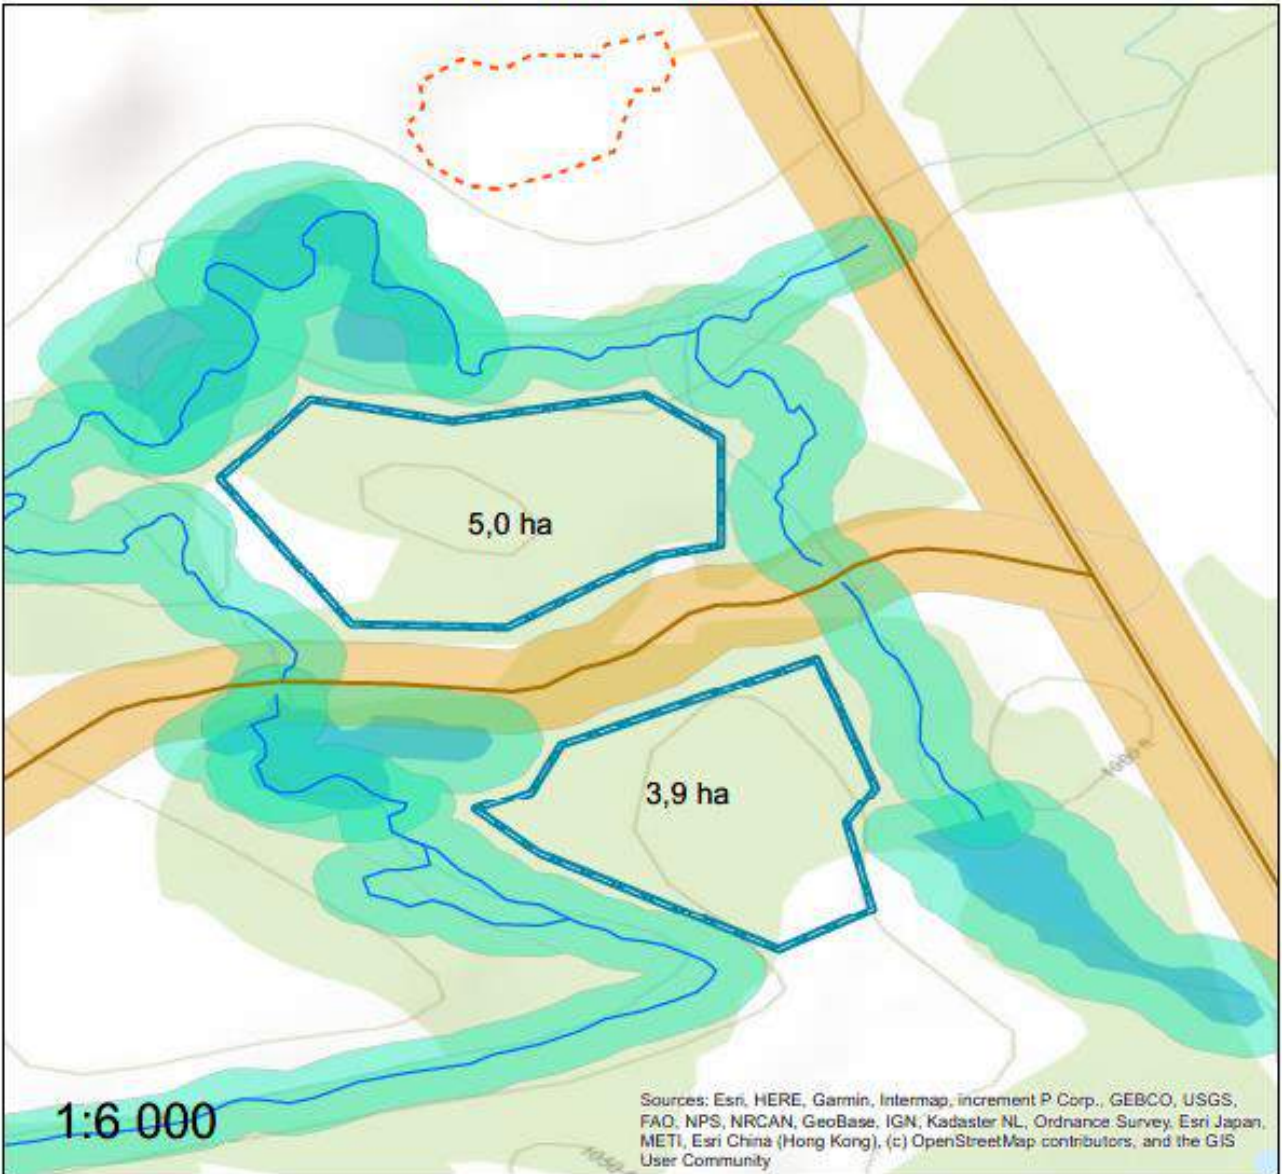 5,0 ha
3,9 ha
1:6 000
Sources: Esri, HERE, Garmin, Intermap, increment P Corp., GEBCO, USGS,
FAO, NPS, NRCAN, GeoBase, IGN, Kadaster NL, Ordnance Survey, Esri Japan,
METI, Esri China (Hong Kong), (c) OpenStreetMap contributors, and the GIS
User Community